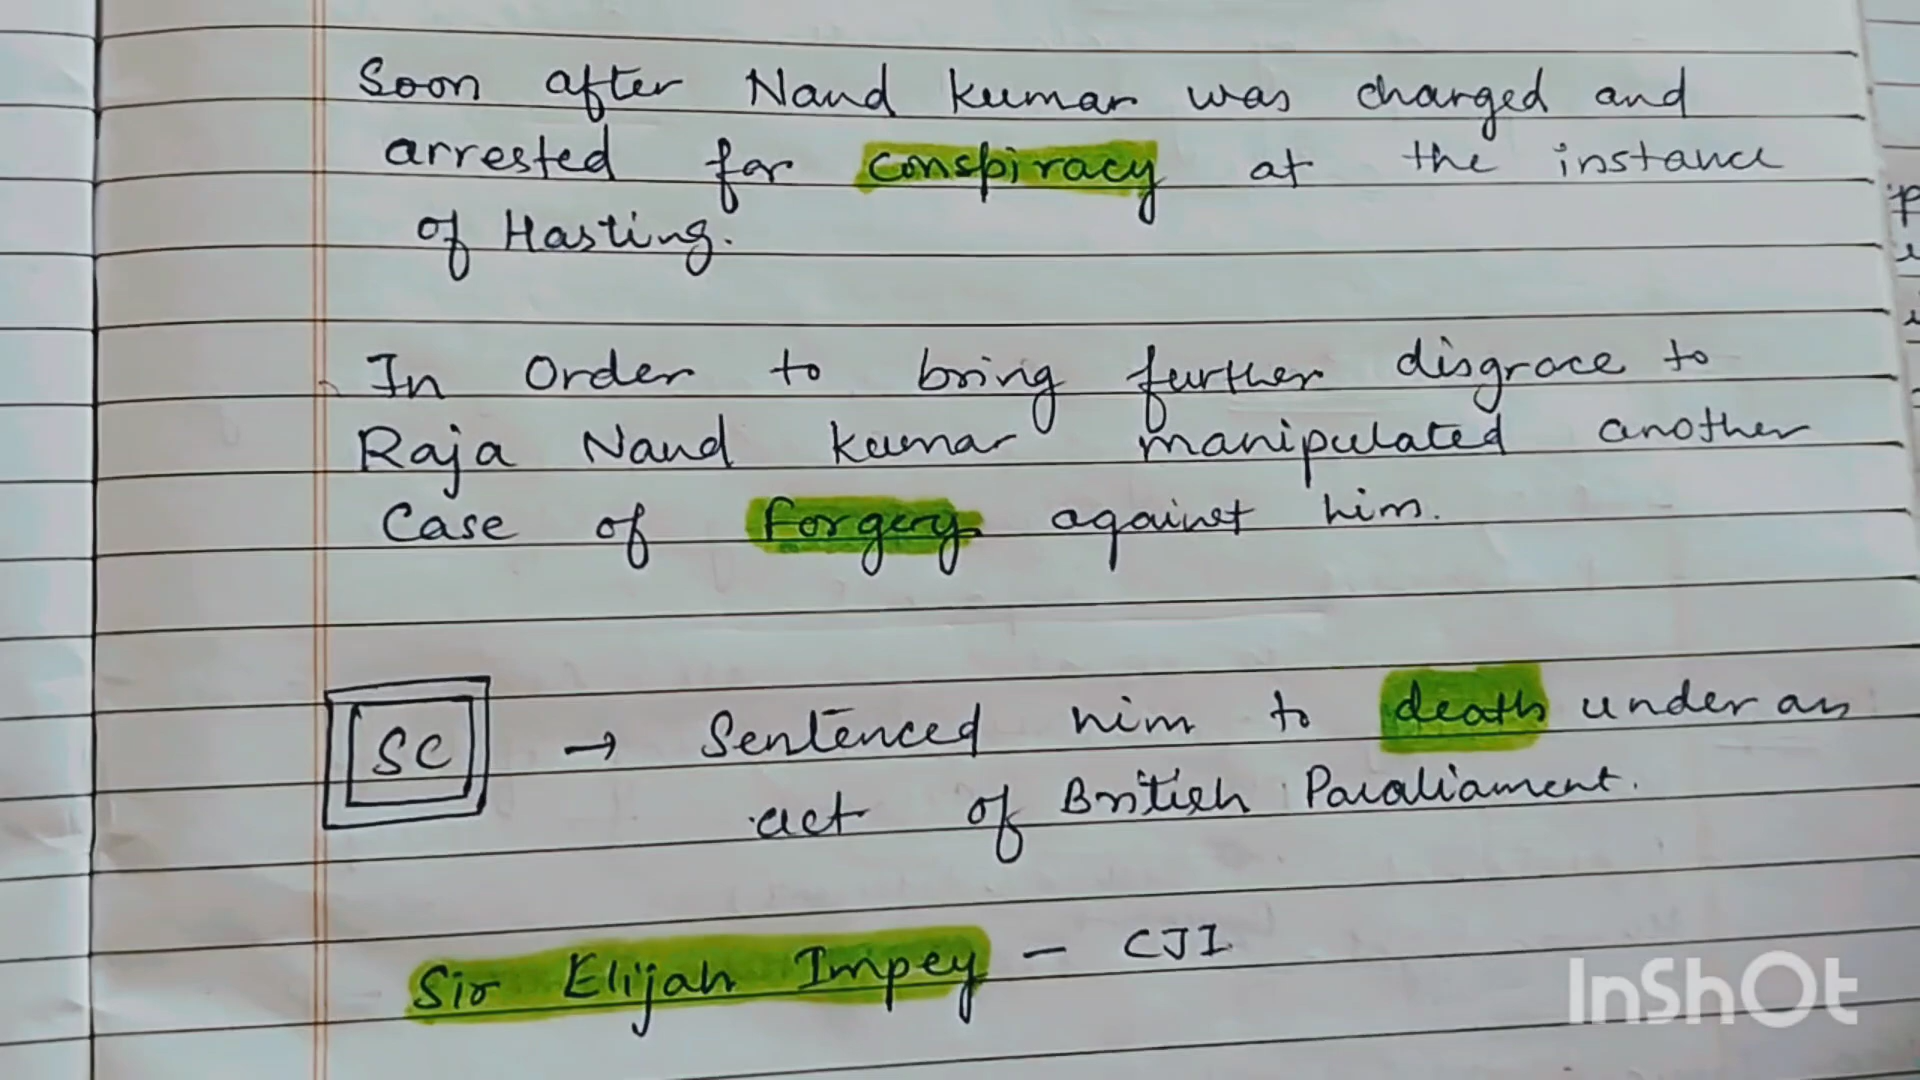 Soon after Nand Kumar was charged and
arrested for conspiracy at the instance
of Hasting.
In Order to bring further disgrace to
Raja Nand Kumar manipulated another
Case of forgery against him.
SC → Sentenced him to death under an
act of British Paraliament.
Sir Elijah Impey - CJI
InShOt